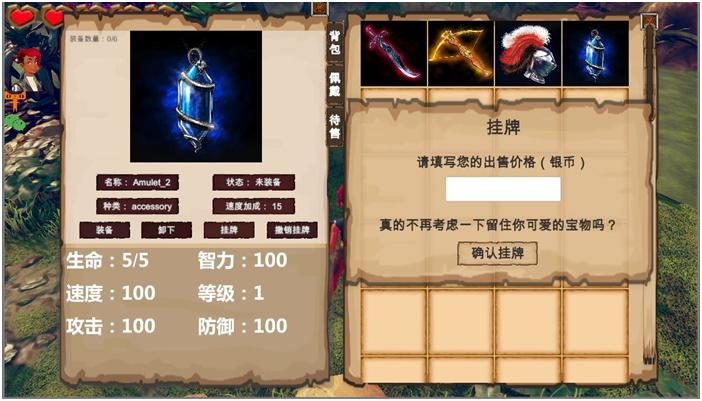 装备数量：0/6
背包
佩戴
待售
名称： Amulet_2
状态： 未装备
种类： accessory
速度加成： 15
装备
卸下
挂牌
撤销挂牌
生命：5/5
智力：100
速度：100
等级：1
攻击：100
防御：100
挂牌
请填写您的出售价格（银币）
真的不再考虑一下留住你可爱的宝物吗？
确认挂牌